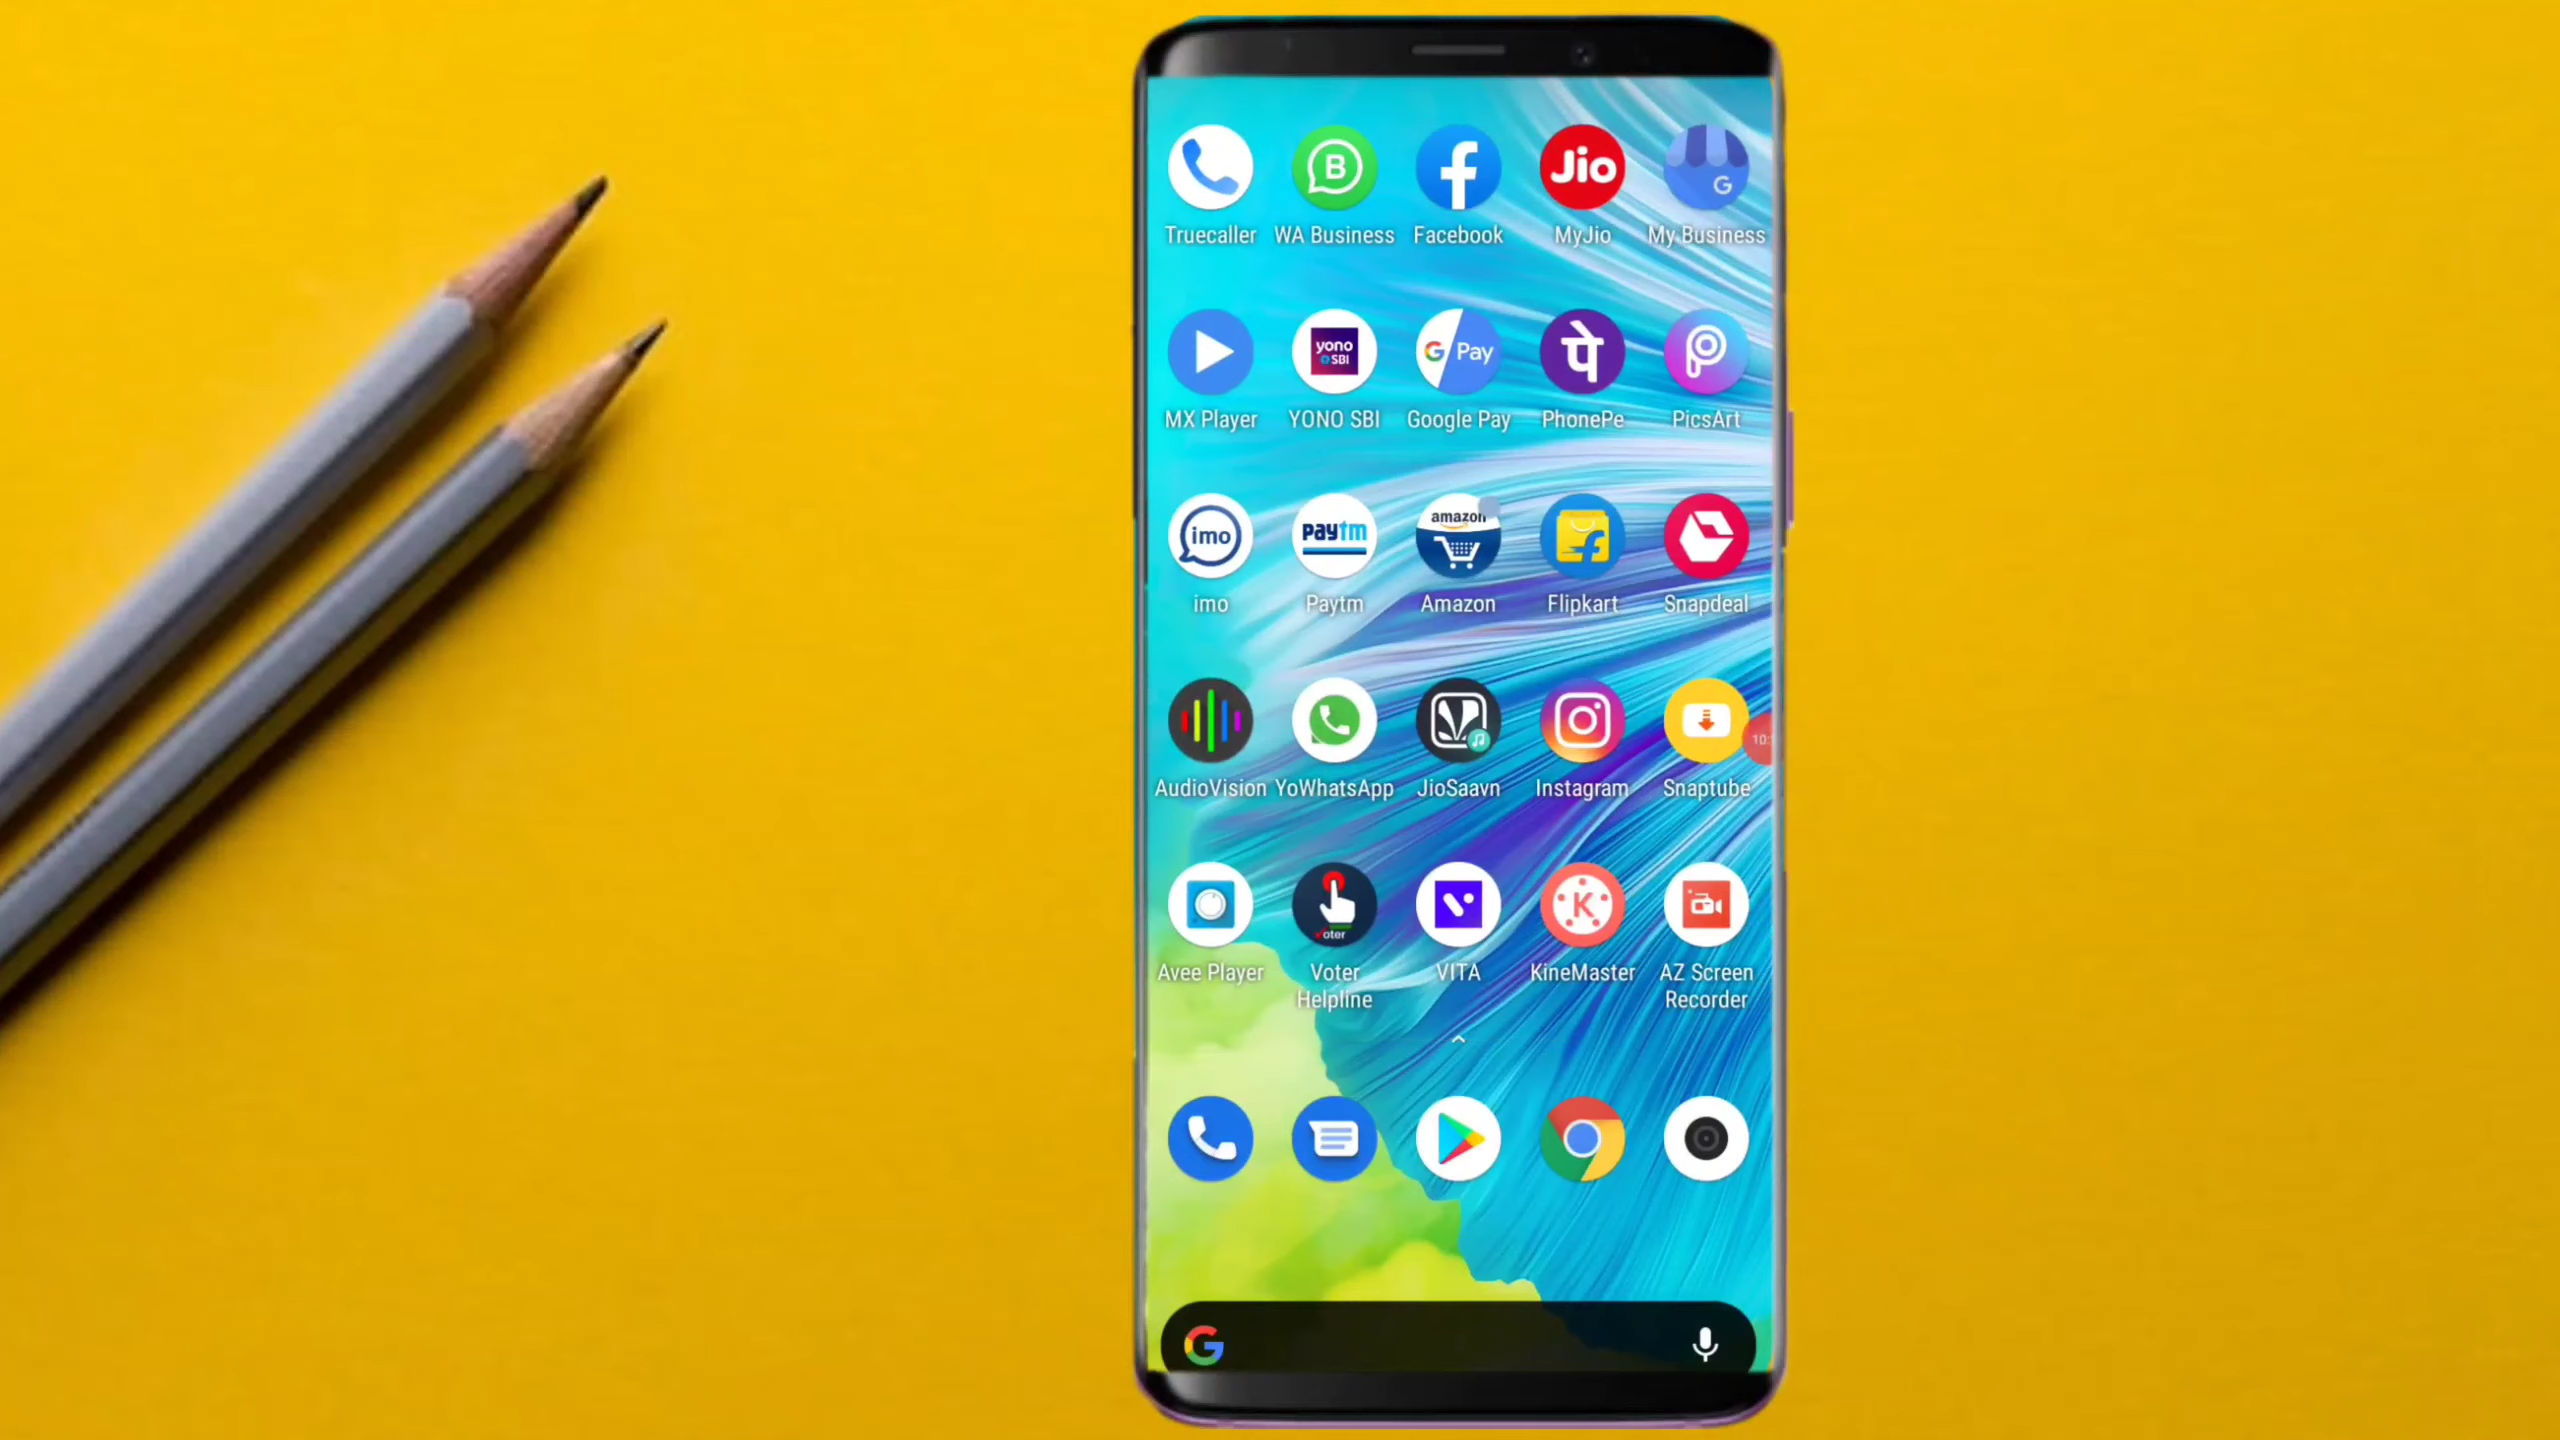 B
Jio
G
Truecaller WA Business Facebook MyJio My Business
yono
SBI
G Pay
पे
MX Player YONO SBI Google Pay PhonePe PicsArt
imo
paytm
amazon
imo Paytm Amazon Flipkart Snapdeal
10:
AudioVision YoWhatsApp JioSaavn Instagram Snaptube
oter
K
Avee Player Voter Helpline VITA KineMaster AZ Screen Recorder
G